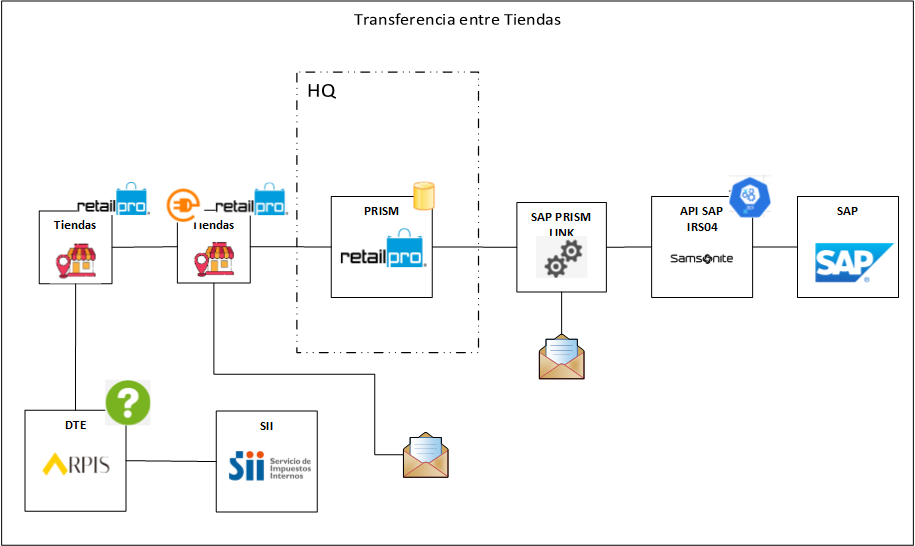 Transferencia entre Tiendas
HQ
retailpro
retailpro
Tiendas
Tiendas
PRISM
retailpro
SAP PRISM
LINK
API SAP
IRS04
Samsonite
SAP
SAP
DTE
ARPIS
?
SII
Sii Servicio de
Impuestos
Internos